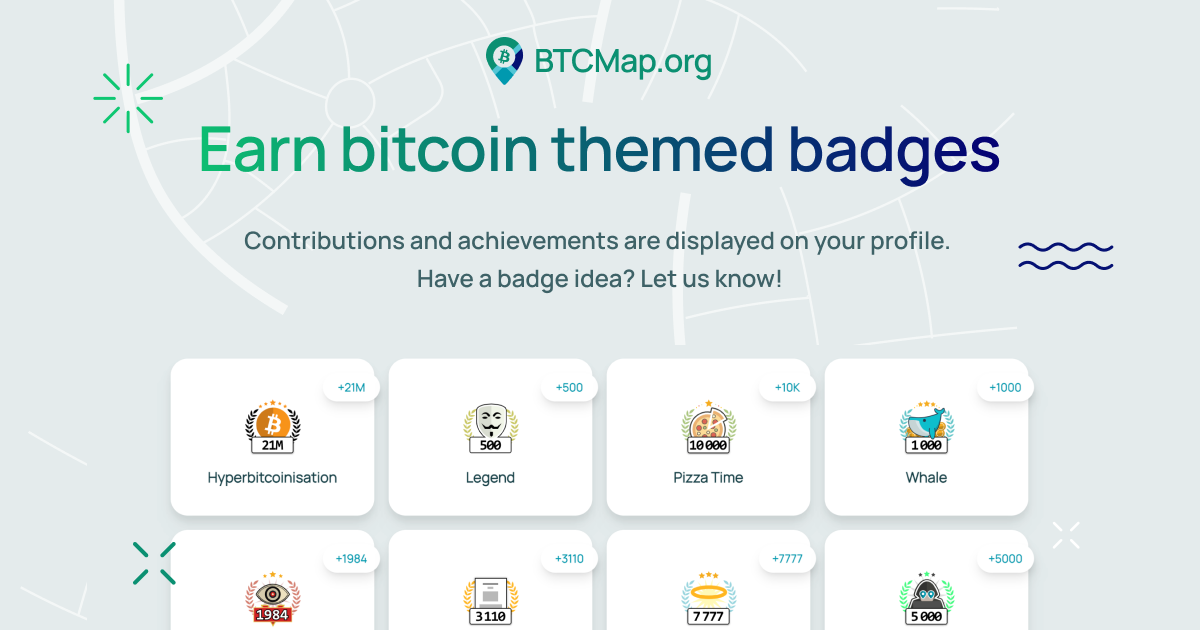 BTCMap.org
Earn bitcoin themed badges
Contributions and achievements are displayed on your profile.
Have a badge idea? Let us know!
+21M
21M
Hyperbitcoinisation
+500
500
Legend
+10K
10 000
Pizza Time
+1000
1 000
Whale
+1984
1984
+3110
3 110
+7777
7 777
+5000
5 000